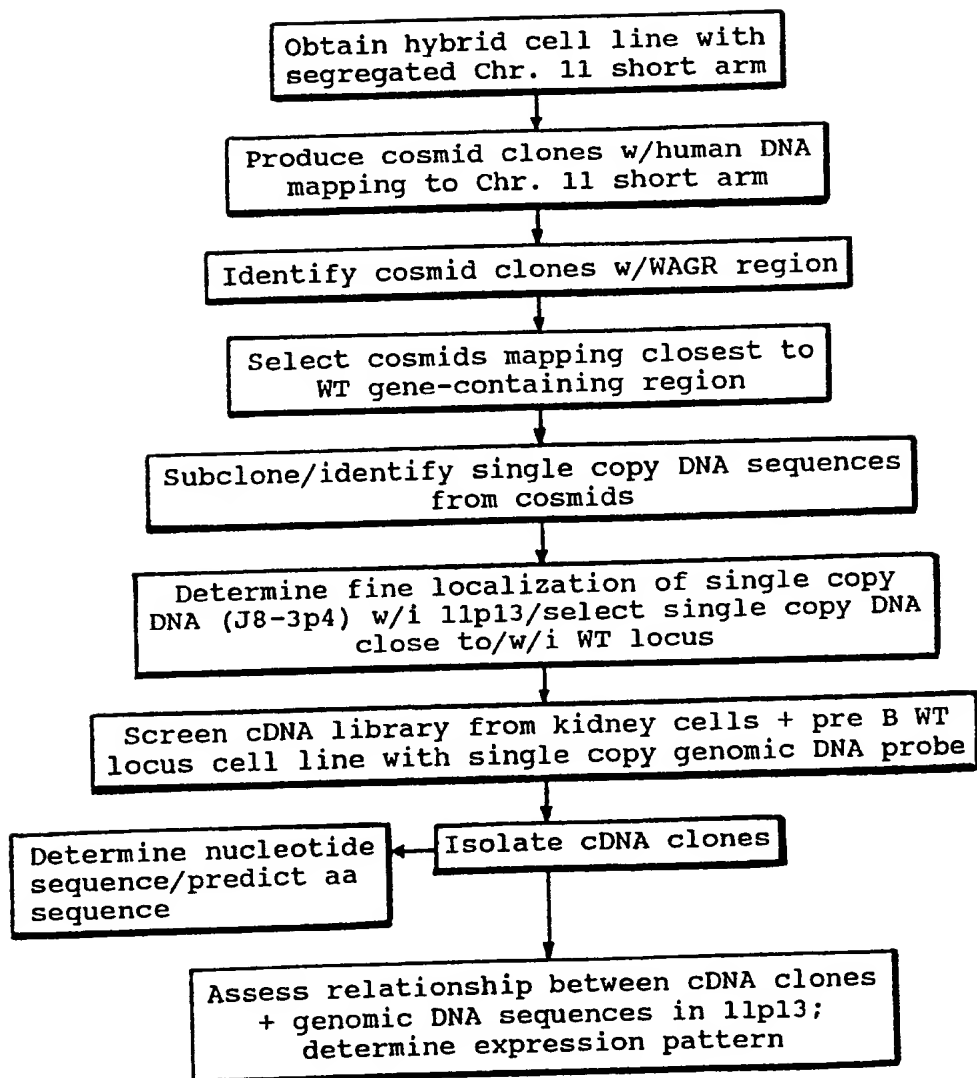 Obtain hybrid cell line with
segregated Chr. 11 short arm
Produce cosmid clones w/human DNA
mapping to Chr. 11 short arm
Identify cosmid clones w/WAGR region
Select cosmids mapping closest to
WT gene-containing region
Subclone/identify single copy DNA sequences
from cosmids
Determine fine localization of single copy
DNA (J8-3p4) w/i 11p13/select single copy DNA
close to/w/i WT locus
Screen cDNA library from kidney cells + pre B WT
locus cell line with single copy genomic DNA probe
Isolate cDNA clones
Determine nucleotide
sequence/predict aa
sequence
Assess relationship between cDNA clones
+ genomic DNA sequences in 11p13;
determine expression pattern